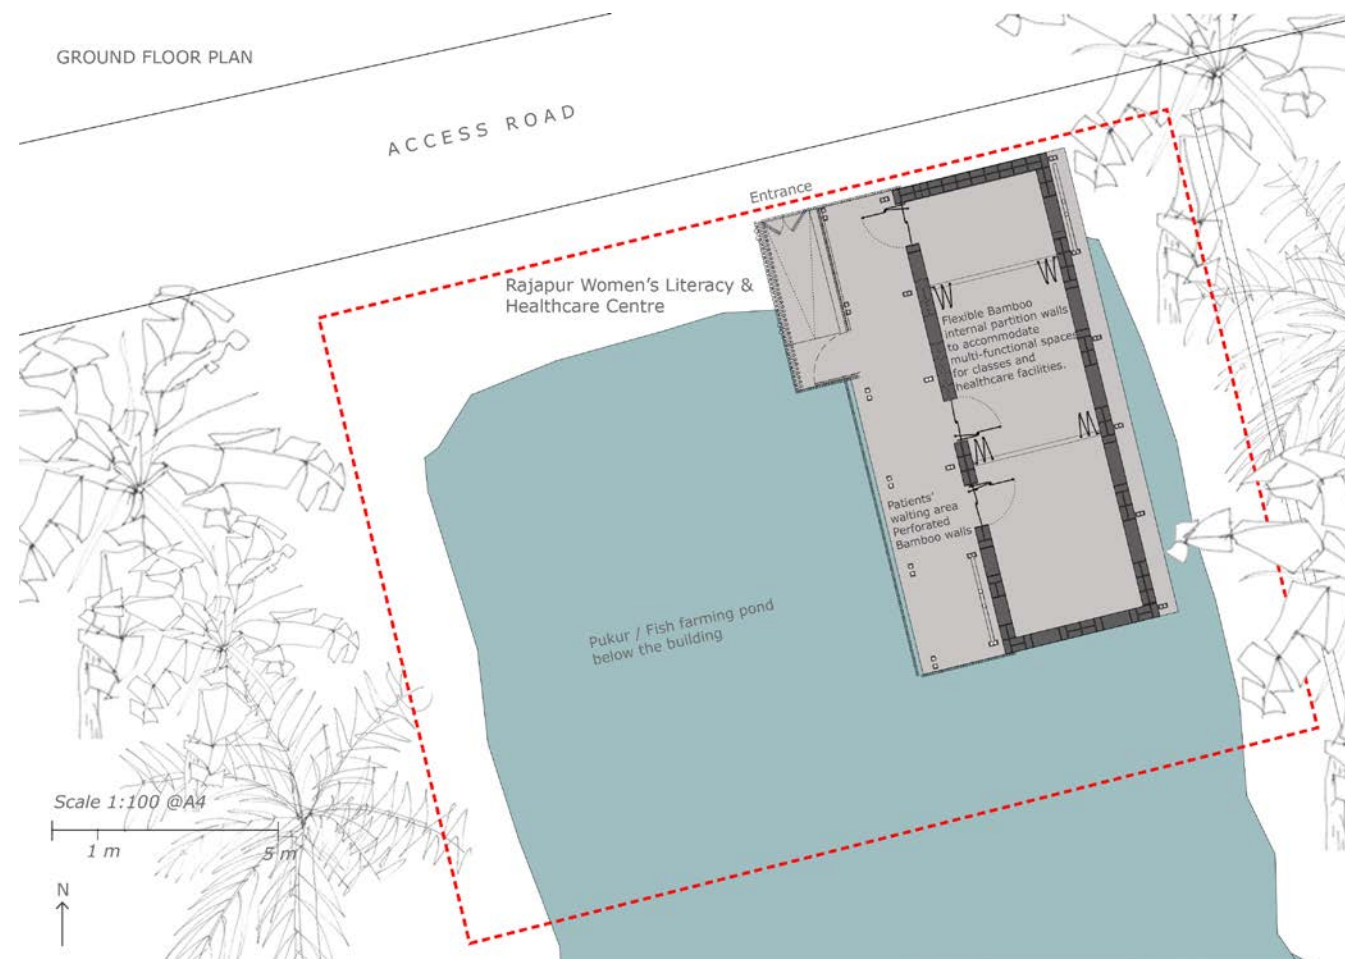 GROUND FLOOR PLAN
ACCESS ROAD
Entrance
Rajapur Women's Literacy &
Healthcare Centre
Flexible Bamboo
internal partition walls
to accommodate
multi-functional spaces
for classes and
healthcare facilities.
Patients'
waiting area
Perforated
Bamboo walls
Pukur / Fish farming pond
below the building
Scale 1:100 @A4
1 m
5 m
N